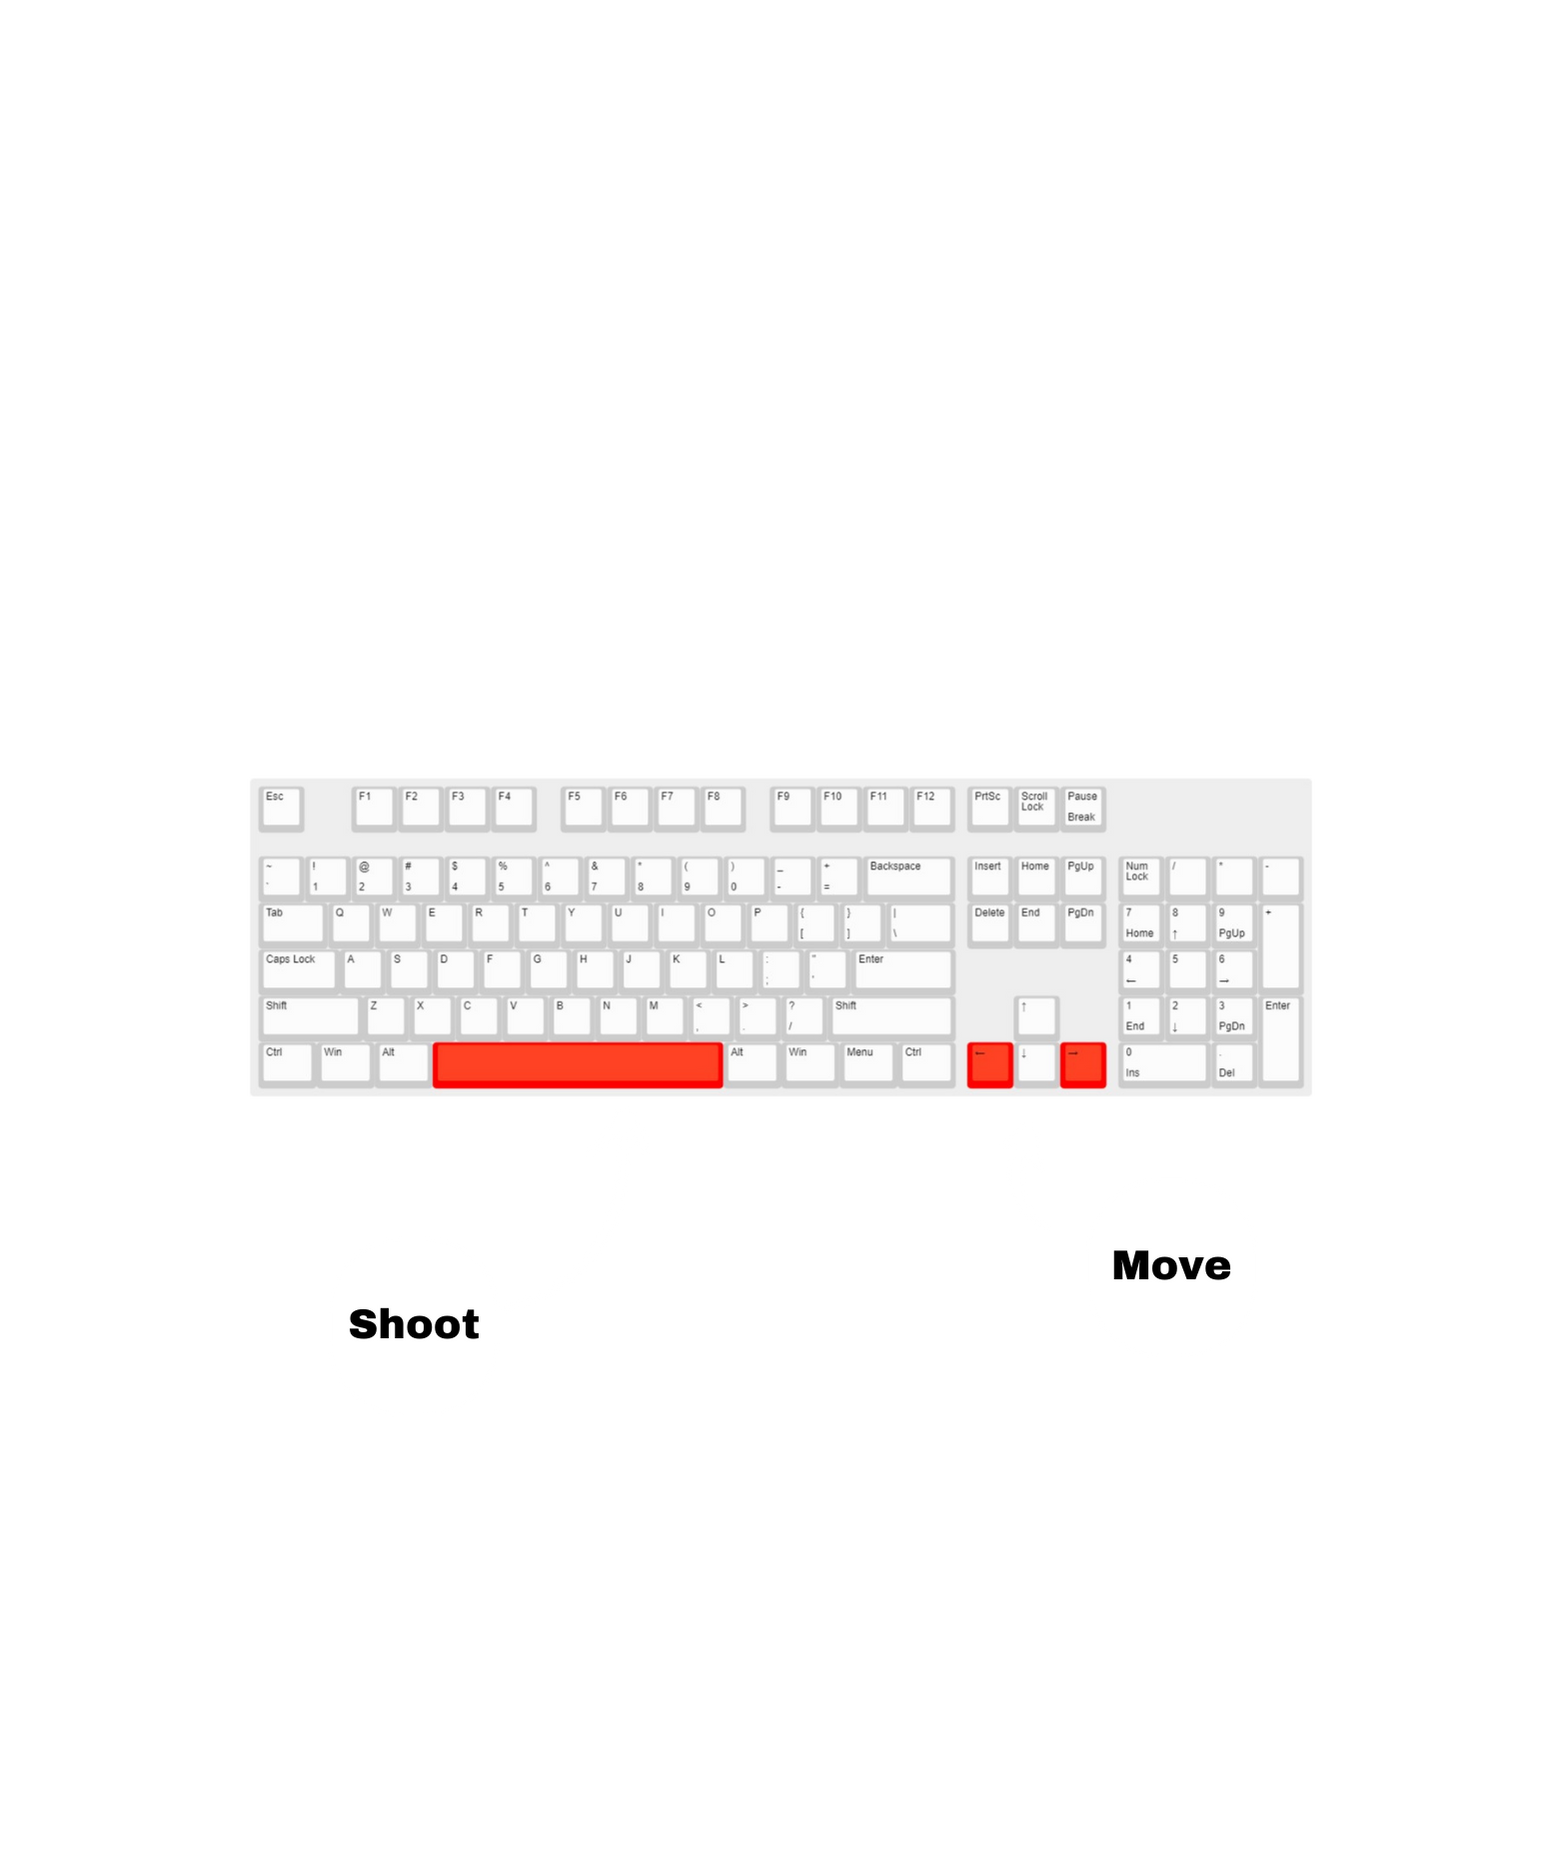 Esc F1 F2 F3 F4 F5 F6 F7 F8 F9 F10 F11 F12 PrtSc Scroll Lock Pause Break
~ ` ! 1 @ 2 # 3 $ 4 % 5 ^ 6 & 7 * 8 ( 9 ) 0 _ - + = Backspace Insert Home PgUp Num Lock / * -
Tab Q W E R T Y U I O P { [ } ] | \ Delete End PgDn 7 Home 8 ↑ 9 PgUp +
Caps Lock A S D F G H J K L : ; " ' Enter 4 ← 5 6 →
Shift Z X C V B N M < , > . ? / Shift ↑ 1 End 2 ↓ 3 PgDn Enter
Ctrl Win Alt Alt Win Menu Ctrl ← ↓ → 0 Ins . Del
Move
Shoot